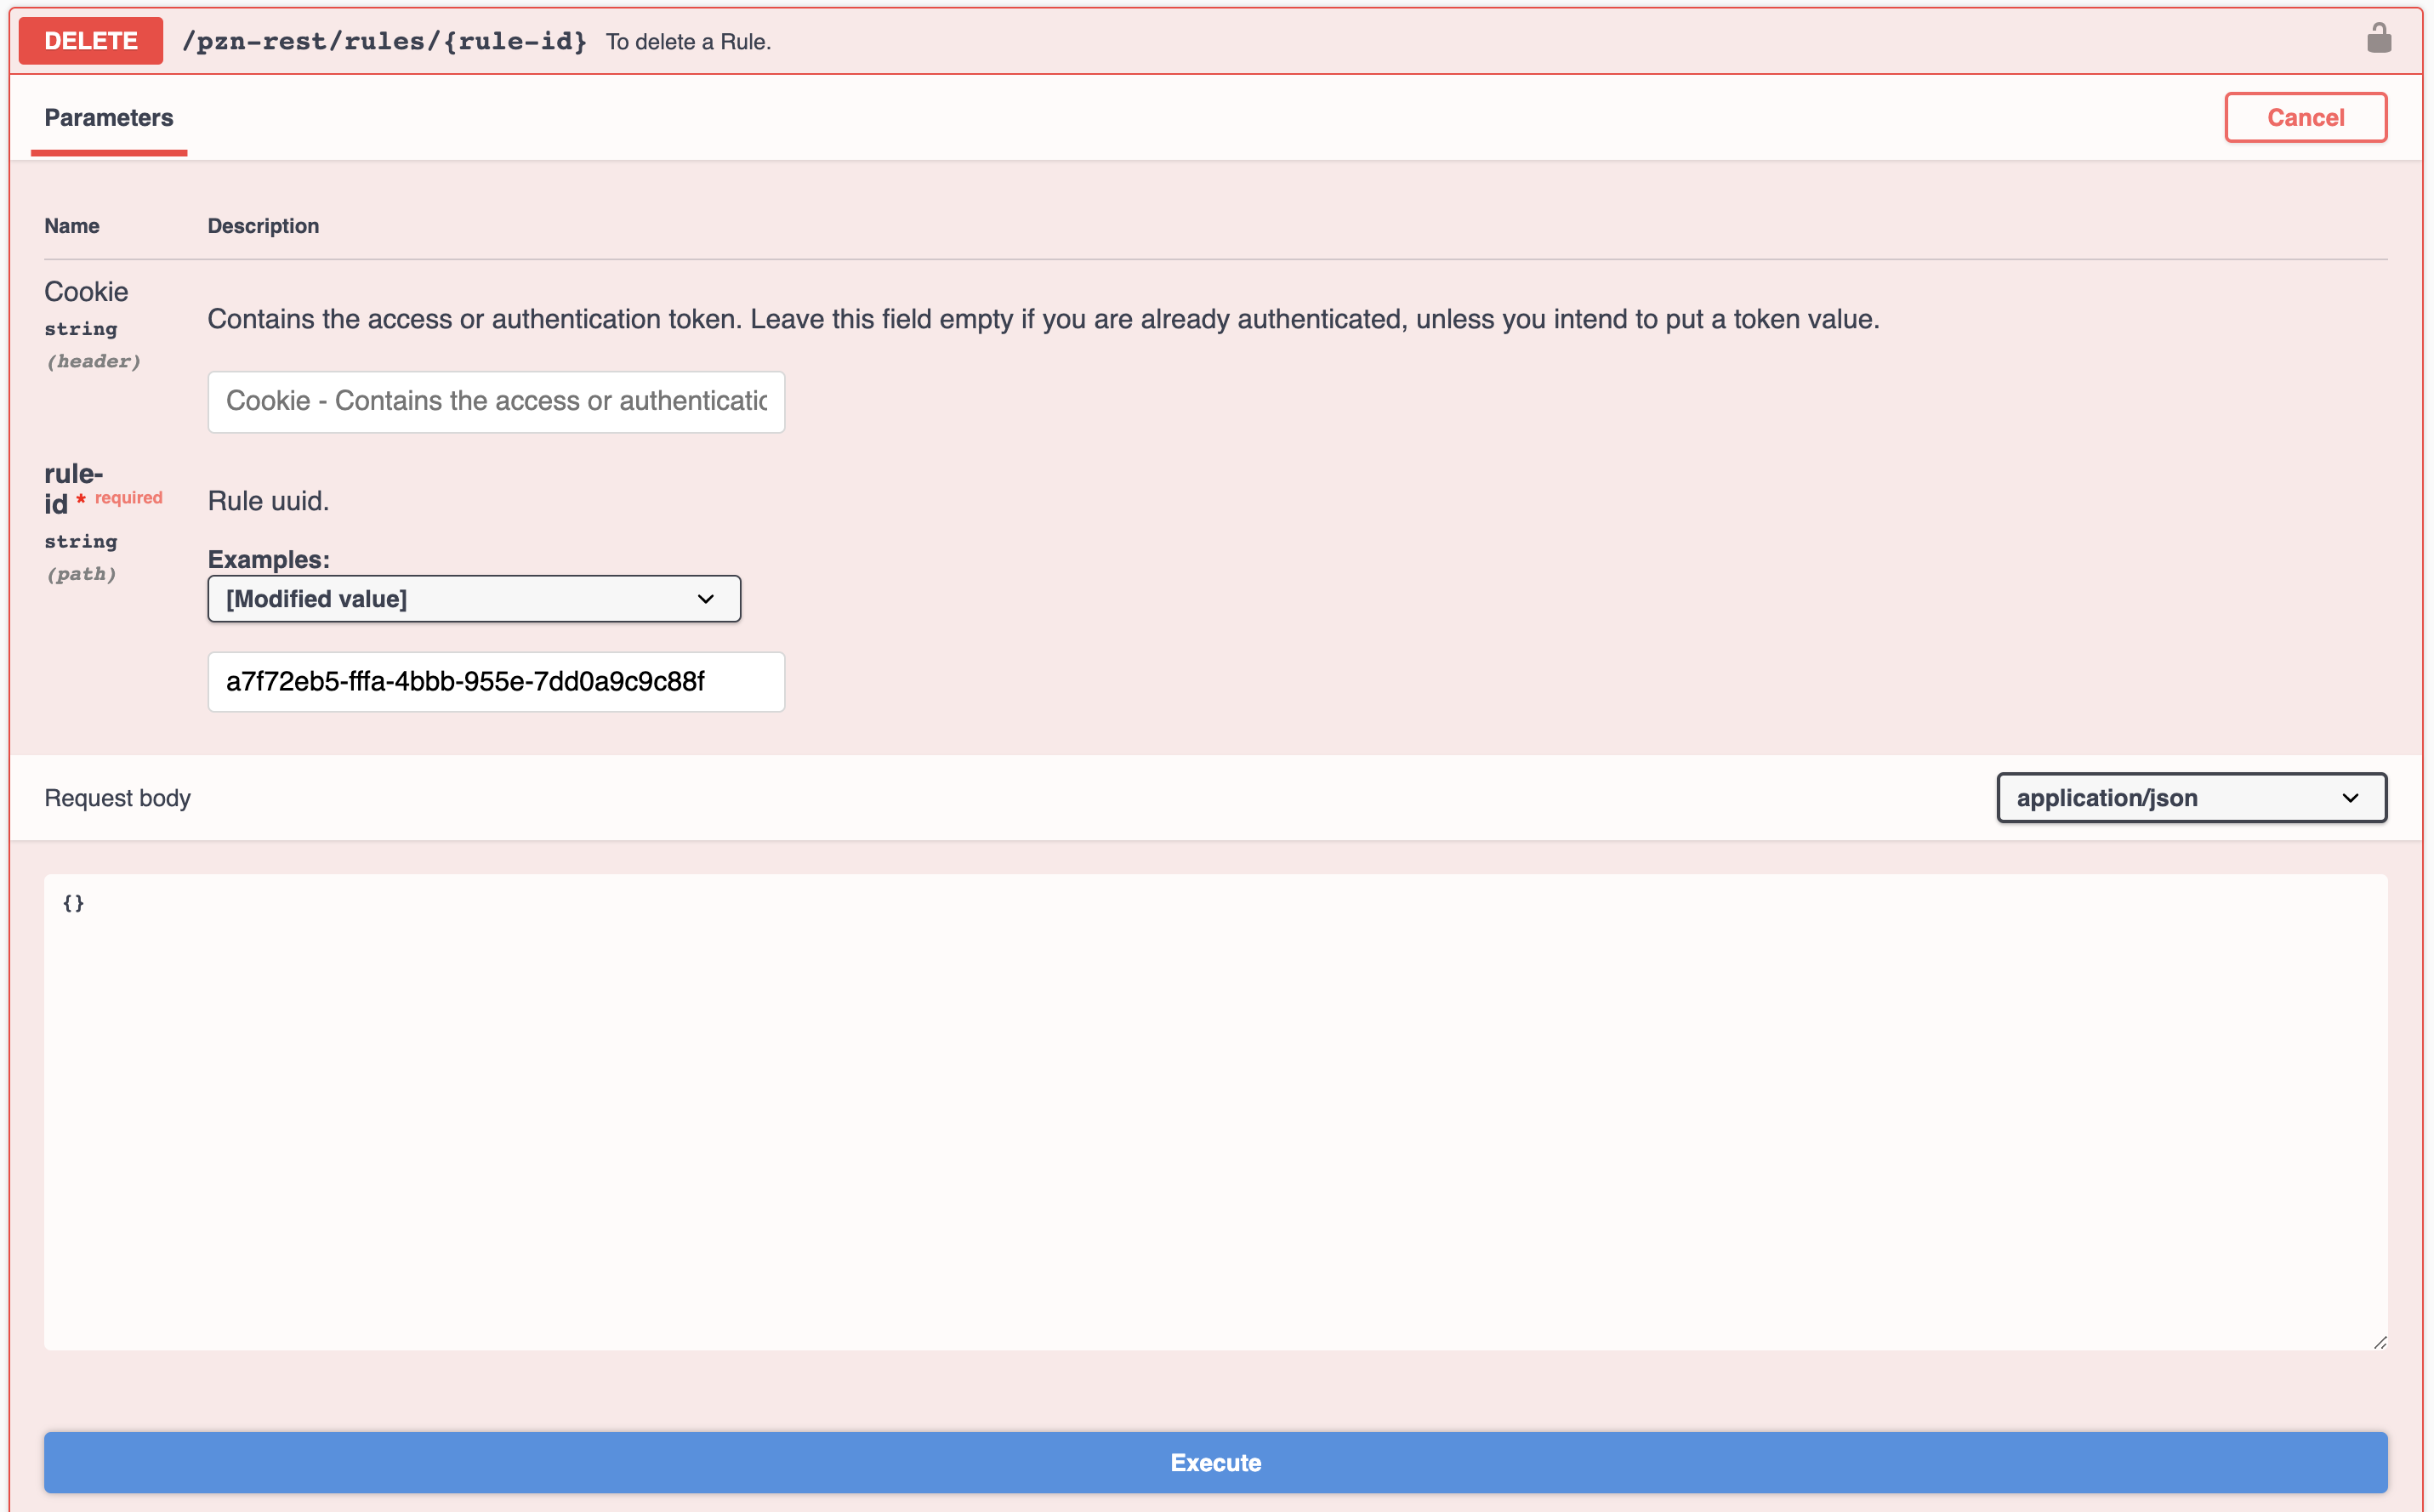 DELETE /pzn-rest/rules/{rule-id} To delete a Rule.
Parameters
Cancel
Name Description
Cookie
string
(header)
Contains the access or authentication token. Leave this field empty if you are already authenticated, unless you intend to put a token value.
Cookie - Contains the access or authenticatic
rule-
id * required
string
(path)
Rule uuid.
Examples:
[Modified value]
a7f72eb5-fffa-4bbb-955e-7dd0a9c9c88f
Request body
application/json
{}
Execute